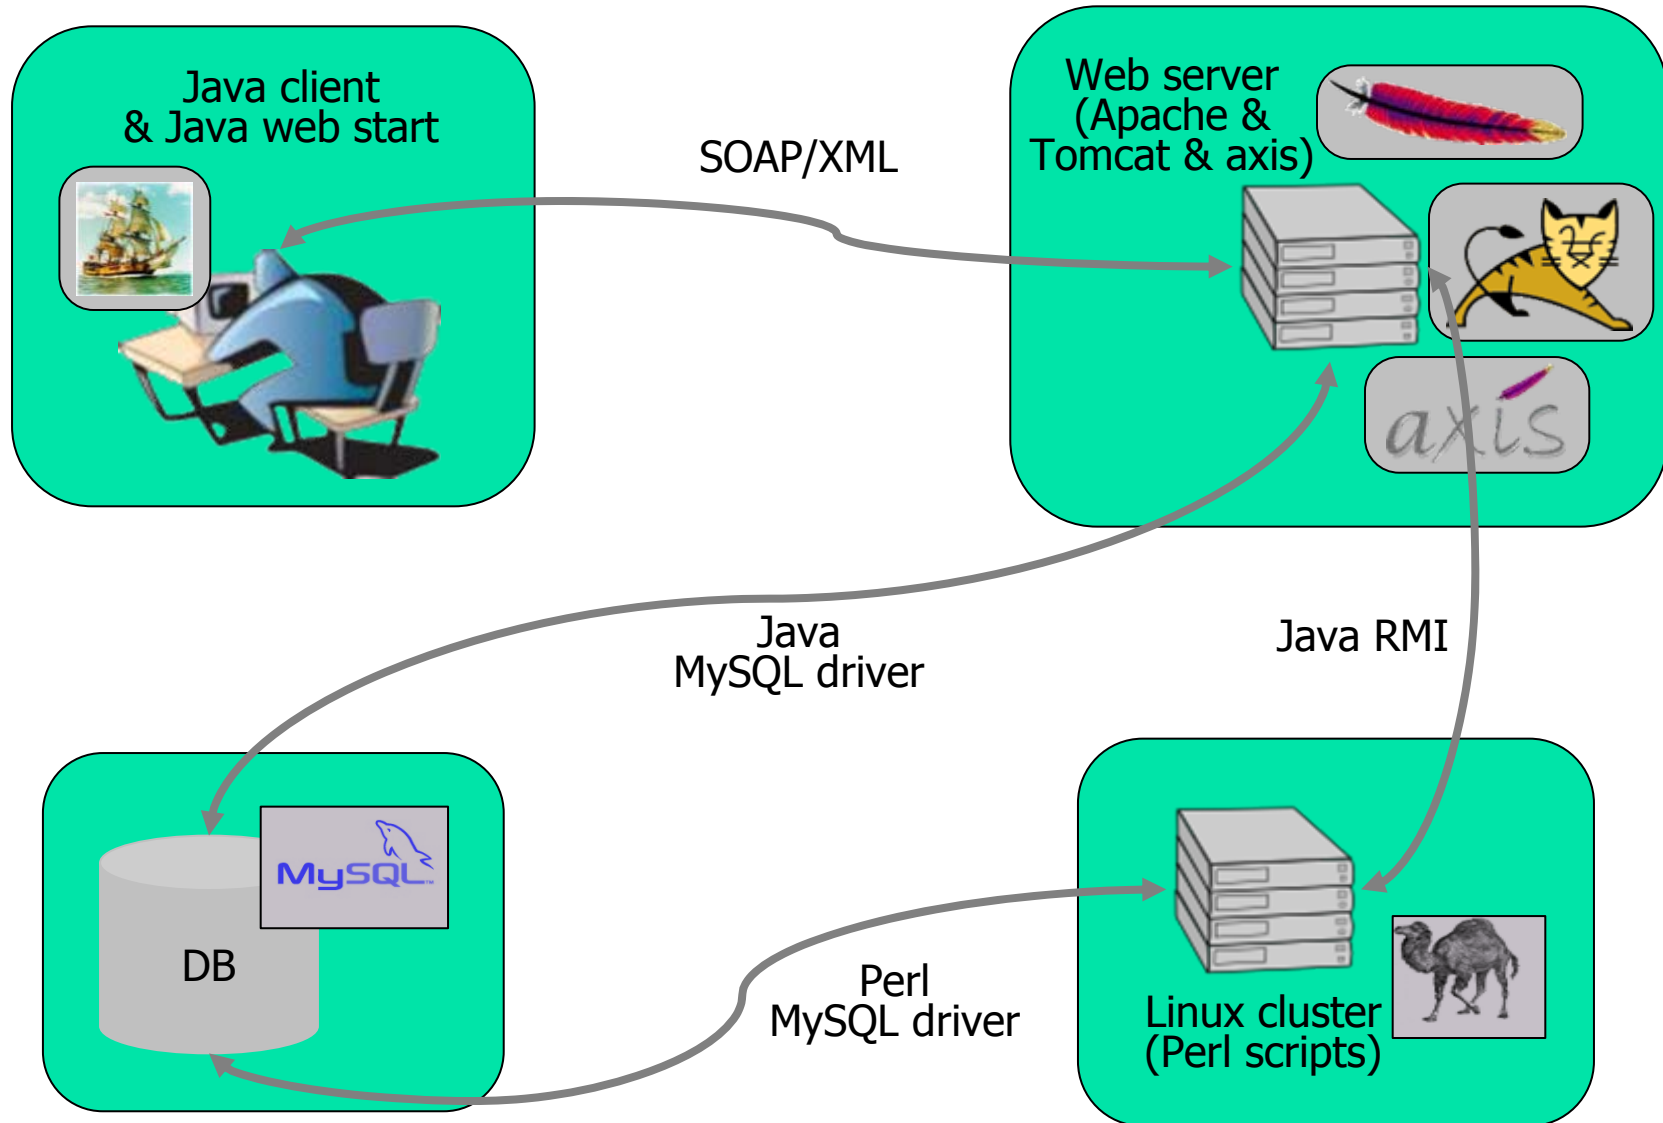 Java client
& Java web start
Web server
(Apache &
Tomcat & axis)
SOAP/XML
axis
Java
MySQL driver
Java RMI
MySQL™
DB
Perl
MySQL driver
Linux cluster
(Perl scripts)